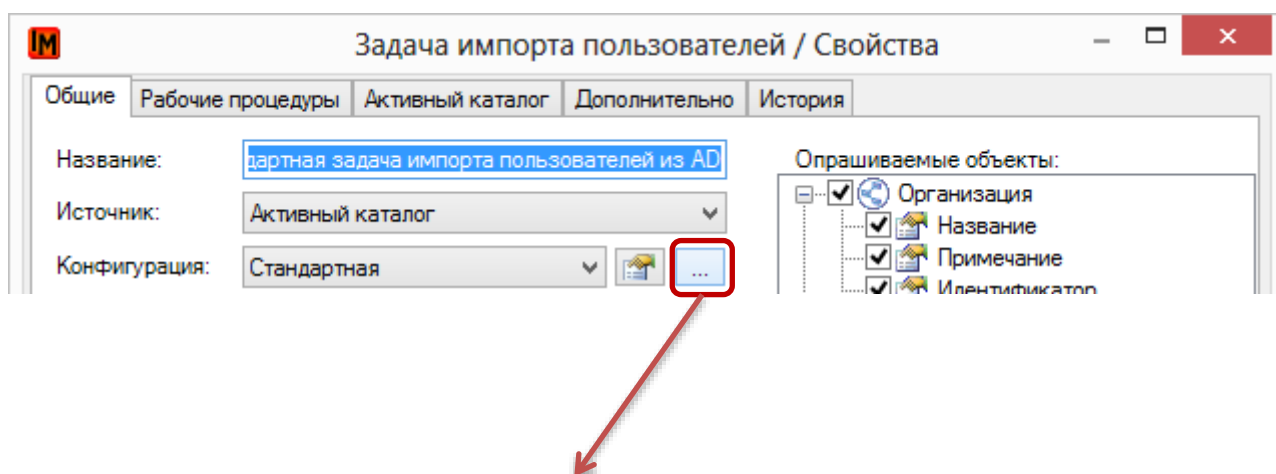 IM
Задача импорта пользователей / Свойства
Общие Рабочие процедуры Активный каталог Дополнительно История
Название: дартная задача импорта пользователей из AD
Опрашиваемые объекты:
Организация
Источник: Активный каталог
Название
Примечание
Конфигурация: Стандартная ...
Идентификатор